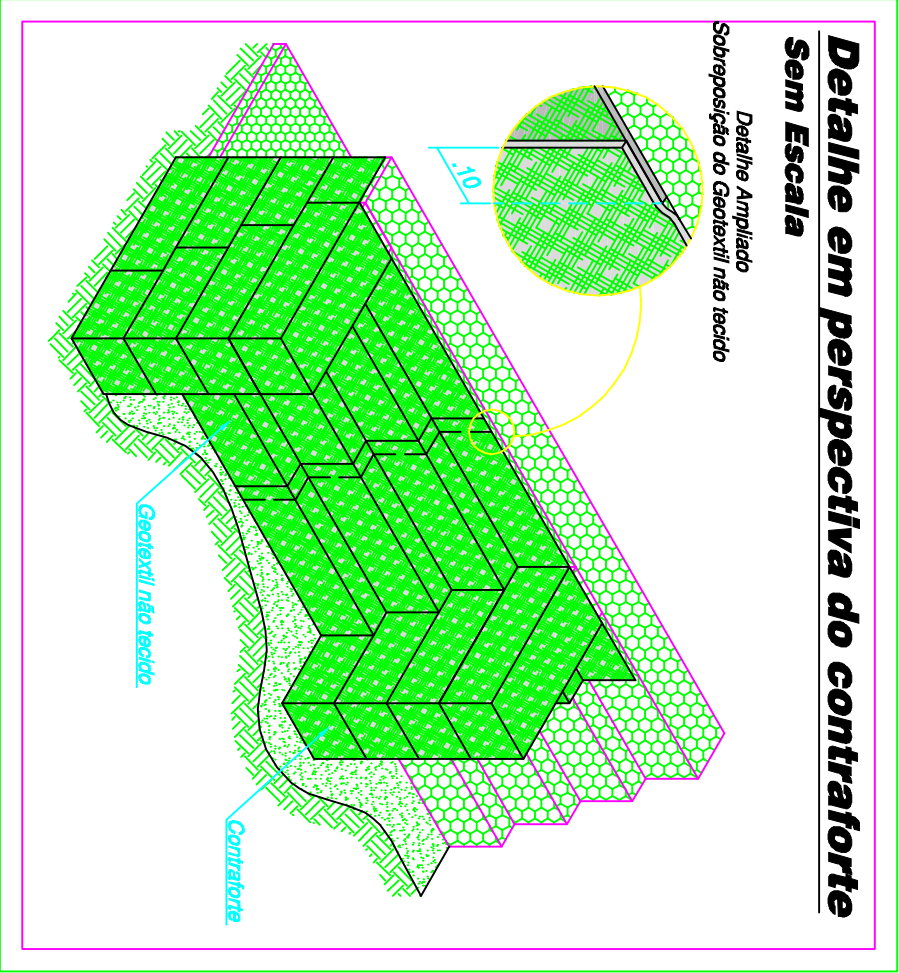 Detalhe em perspectiva do contraforte
Sem Escala
Detalhe Ampliado
Sobreposição do Geotextil não tecido
.10
Geotextil não tecido
Contraforte